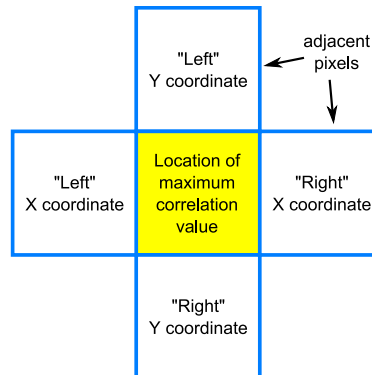 "Left"
Y coordinate
adjacent
pixels
"Left"
X coordinate
Location of
maximum
correlation
value
"Right"
X coordinate
"Right"
Y coordinate